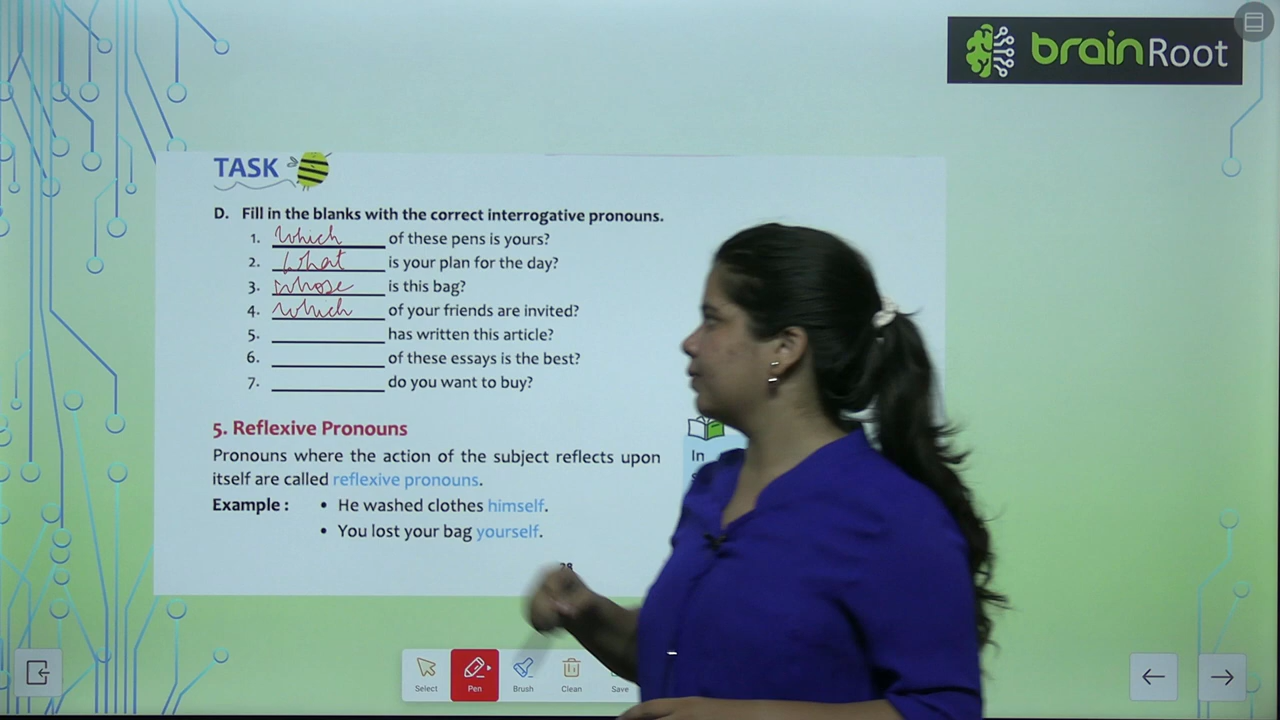 brainRoot
TASK
D. Fill in the blanks with the correct interrogative pronouns.
1. Which of these pens is yours?
2. What is your plan for the day?
3. Whose is this bag?
4. Which of your friends are invited?
5. ________ has written this article?
6. ________ of these essays is the best?
7. ________ do you want to buy?
5. Reflexive Pronouns
Pronouns where the action of the subject reflects upon
itself are called reflexive pronouns.
In
Example : • He washed clothes himself.
• You lost your bag yourself.
28
Select Pen Brush Clean Save